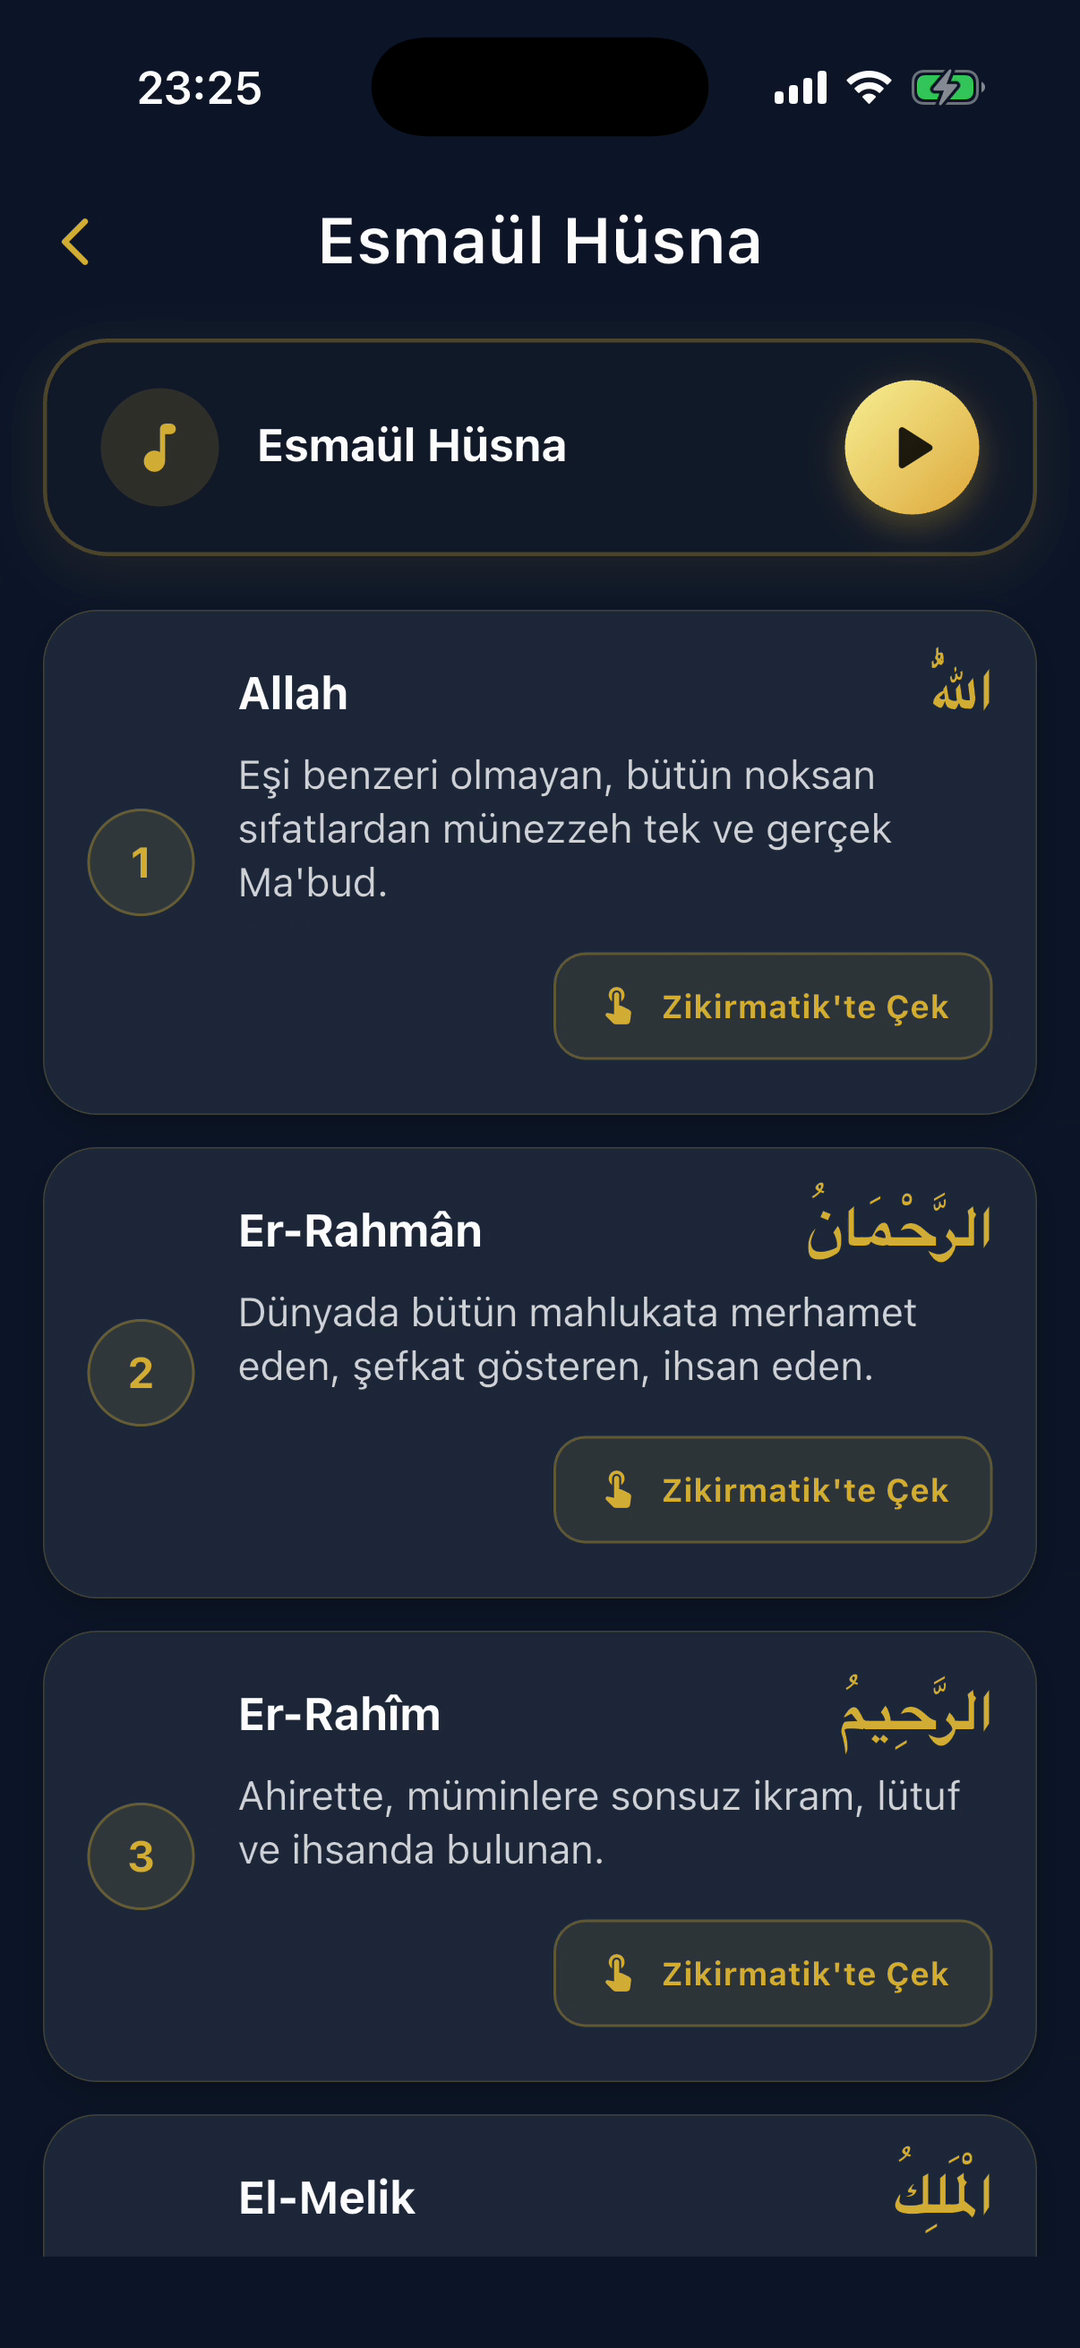 23:25
Esmaül Hüsna
Esmaül Hüsna
Allah
اللهُ
Eşi benzeri olmayan, bütün noksan
sıfatlardan münezzeh tek ve gerçek
Ma'bud.
1
Zikirmatik'te Çek
Er-Rahmân
الرَّحْمَانُ
Dünyada bütün mahlukata merhamet
eden, şefkat gösteren, ihsan eden.
2
Zikirmatik'te Çek
Er-Rahîm
الرَّحِيمُ
Ahirette, müminlere sonsuz ikram, lütuf
ve ihsanda bulunan.
3
Zikirmatik'te Çek
El-Melik
الْمَلِكُ